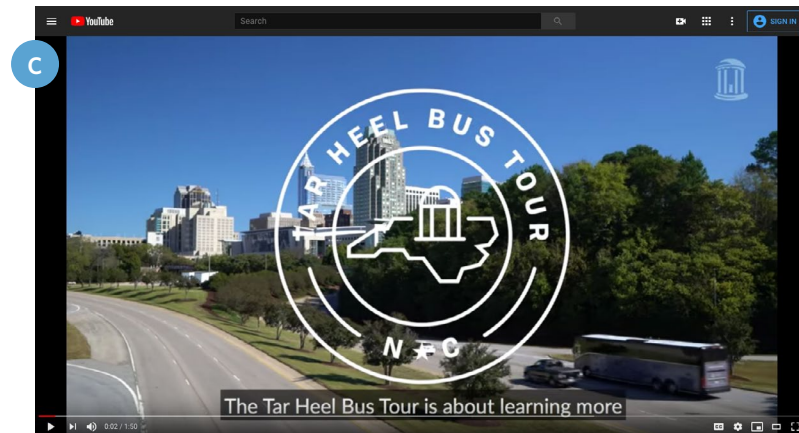 YouTube
Search
SIGN IN
C
TAR HEEL BUS TOUR
N C
The Tar Heel Bus Tour is about learning more
0:02 / 1:50
CC